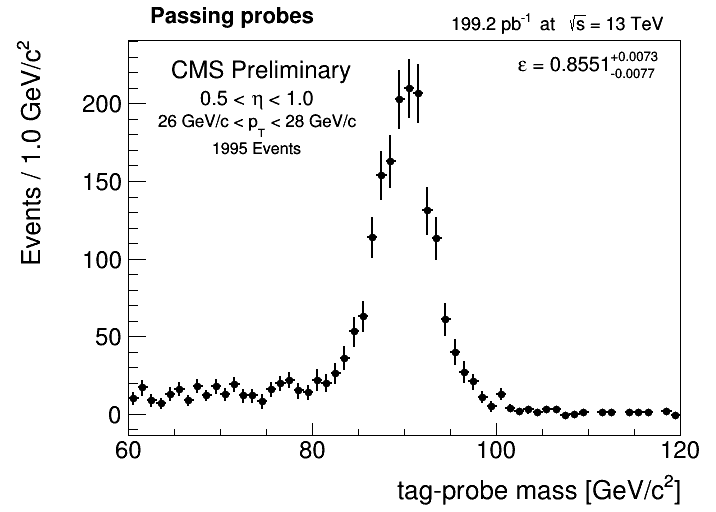 Passing probes
199.2 pb⁻¹ at √s = 13 TeV
CMS Preliminary
ε = 0.8551 +0.0073 -0.0077
0.5 < η < 1.0
26 GeV/c < p_T < 28 GeV/c
1995 Events
Events / 1.0 GeV/c²
200
150
100
50
0
60 80 100 120
tag-probe mass [GeV/c²]